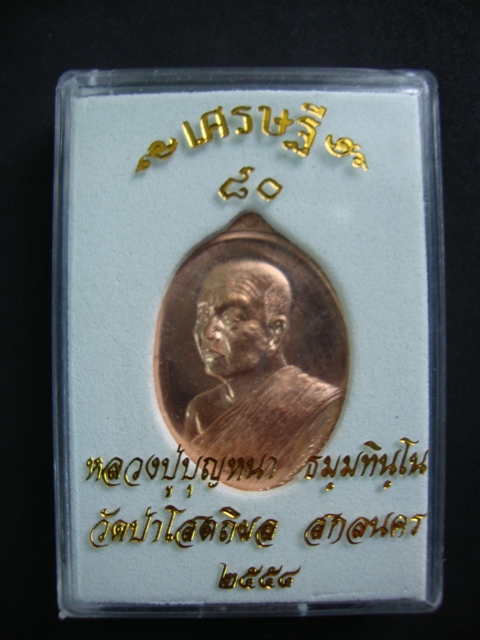 เศรษฐี
๘๐
หลวงปู่บุญหนา ธมฺมทินฺโน
วัดป่าโสตถิผล สกลนคร
๒๕๕๔